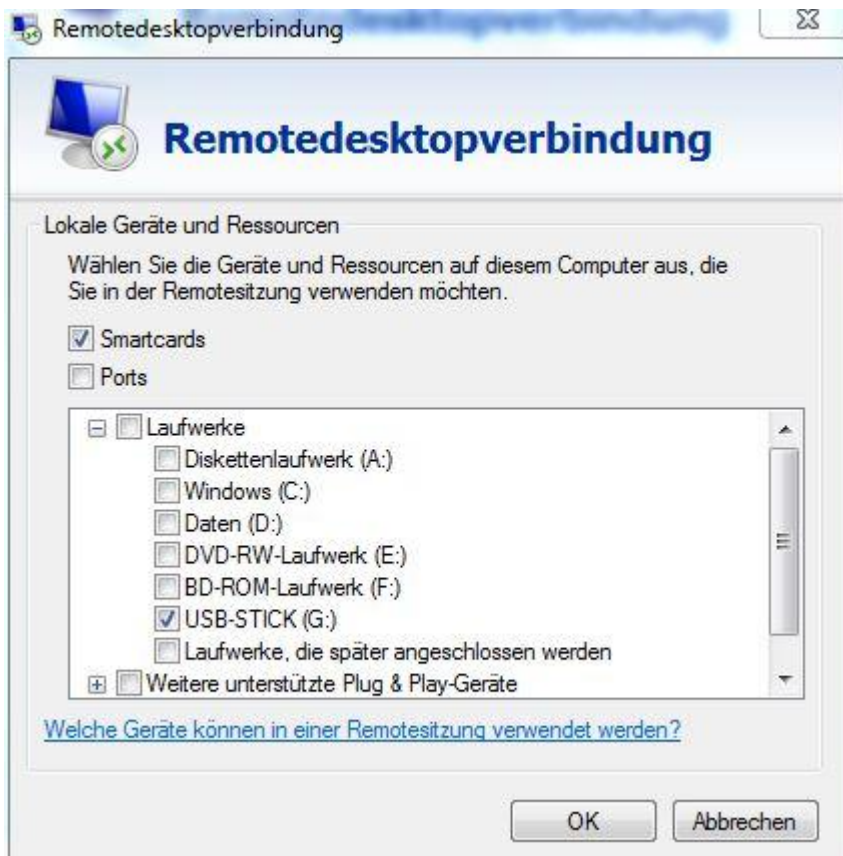 Remotedesktopverbindung
Remotedesktopverbindung
Lokale Geräte und Ressourcen
Wählen Sie die Geräte und Ressourcen auf diesem Computer aus, die
Sie in der Remotesitzung verwenden möchten.
Smartcards
Ports
Laufwerke
Diskettenlaufwerk (A:)
Windows (C:)
Daten (D:)
DVD-RW-Laufwerk (E:)
BD-ROM-Laufwerk (F:)
USB-STICK (G:)
Laufwerke, die später angeschlossen werden
Weitere unterstützte Plug & Play-Geräte
Welche Geräte können in einer Remotesitzung verwendet werden?
OK
Abbrechen